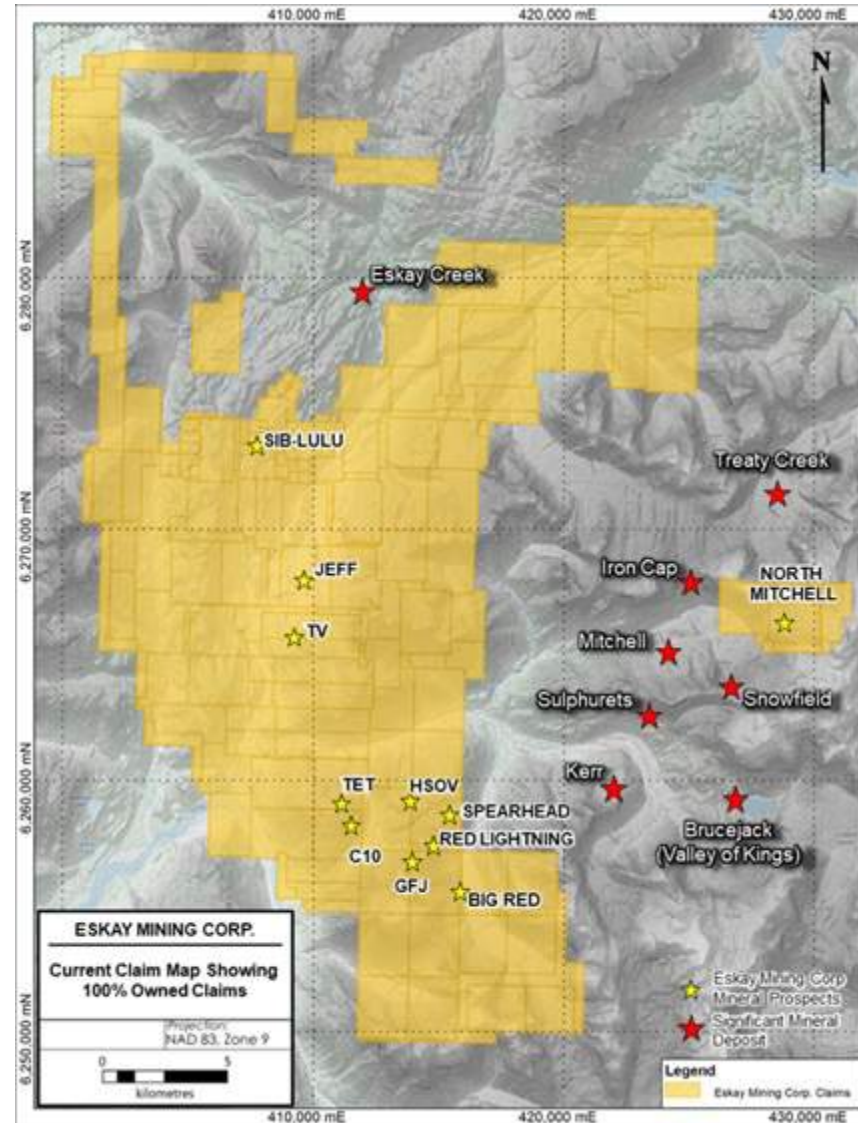 410,000 mE
420,000 mE
430,000 mE
N
6,280,000 mN
Eskay Creek
SIB-LULU
Treaty Creek
6,270,000 mN
JEFF
Iron Cap
NORTH
MITCHELL
TV
Mitchell
Snowfield
Sulphurets
6,260,000 mN
Kerr
TET
HSOV
SPEARHEAD
Brucejack
(Valley of Kings)
RED LIGHTNING
C10
GFJ
BIG RED
ESKAY MINING CORP.
Current Claim Map Showing
100% Owned Claims
Projection:
NAD 83, Zone 9
0 5
kilometres
6,250,000 mN
Eskay Mining Corp
Mineral Prospects
Significant Mineral
Deposit
Legend
Eskay Mining Corp. Claims
410,000 mE
420,000 mE
430,000 mE